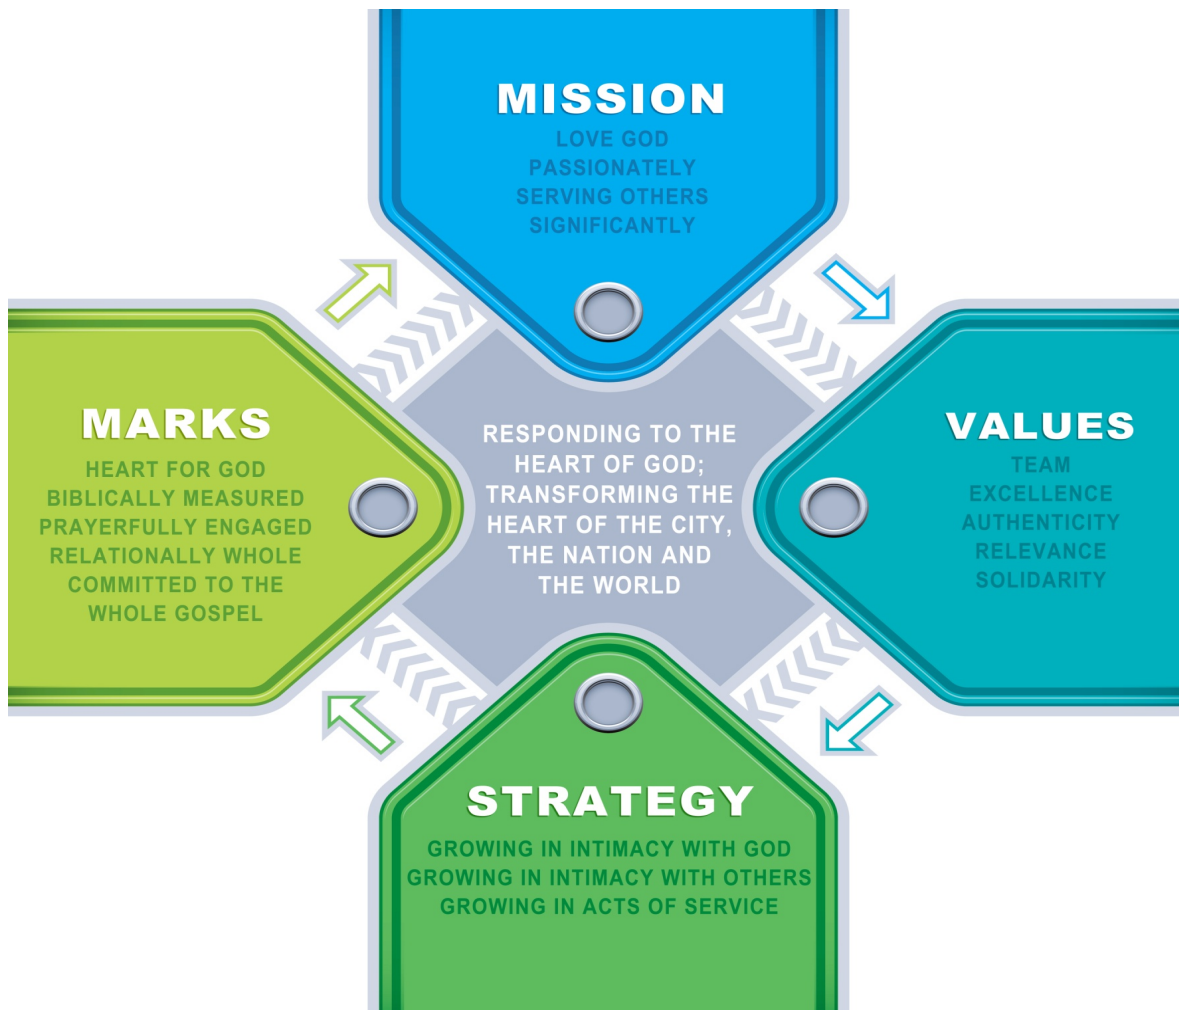 MISSION
LOVE GOD
PASSIONATELY
SERVING OTHERS
SIGNIFICANTLY
MARKS
HEART FOR GOD
BIBLICALLY MEASURED
PRAYERFULLY ENGAGED
RELATIONALLY WHOLE
COMMITTED TO THE
WHOLE GOSPEL
RESPONDING TO THE
HEART OF GOD;
TRANSFORMING THE
HEART OF THE CITY,
THE NATION AND
THE WORLD
VALUES
TEAM
EXCELLENCE
AUTHENTICITY
RELEVANCE
SOLIDARITY
STRATEGY
GROWING IN INTIMACY WITH GOD
GROWING IN INTIMACY WITH OTHERS
GROWING IN ACTS OF SERVICE